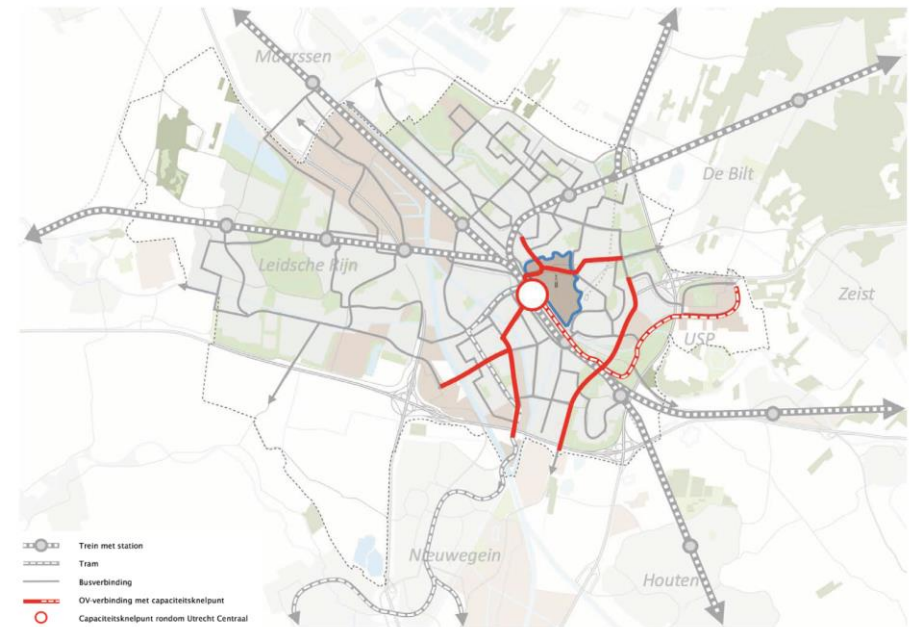 Maarssen
De Bilt
Leidsche Rijn
Zeist
USP
Nieuwegein
Houten
Trein met station
Tram
Busverbinding
OV-verbinding met capaciteitsknelpunt
Capaciteitsknelpunt rondom Utrecht Centraal